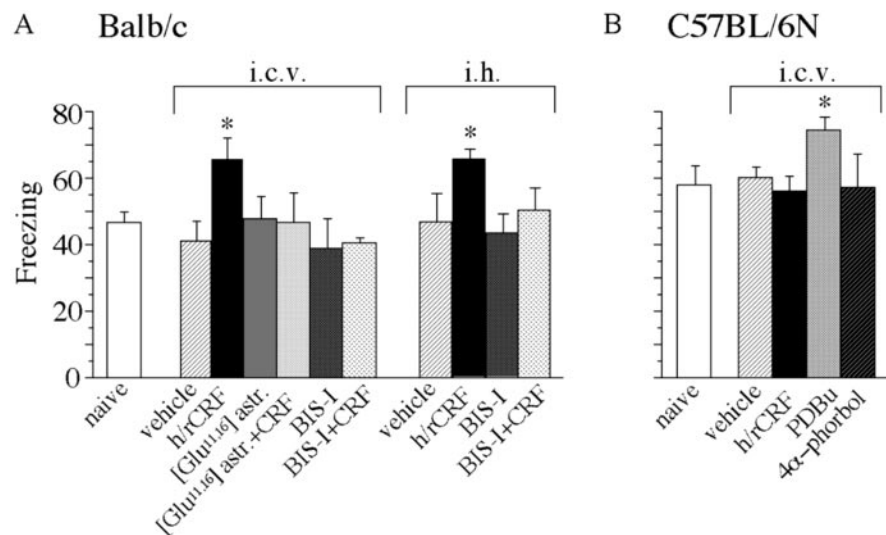 A Balb/c
B C57BL/6N
i.c.v.
i.h.
i.c.v.
*
*
*
Freezing
80
60
40
20
0
naive
vehicle
h/rCRF
[Glu¹¹·¹⁶] astr.
[Glu¹¹·¹⁶] astr.+CRF
BIS-I
BIS-I+CRF
vehicle
h/rCRF
BIS-I
BIS-I+CRF
naive
vehicle
h/rCRF
PDBu
4α-phorbol